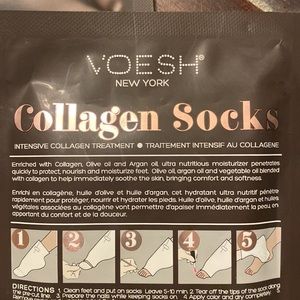 VOESH®
NEW YORK
Collagen Socks
INTENSIVE COLLAGEN TREATMENT • TRAITEMENT INTENSIF AU COLLAGENE
Enriched with Collagen, Olive oil and Argan oil, ultra nutritious moisturizer penetrates
quickly to protect, nourish and moisturize feet. Olive oil, argan oil and vegetable oil blended
with collagen to help immediately soothe the skin, bringing comfort and softness.
Enrichi en collagène, huile d'olive et huile d'argan, cet hydratant ultra nutritif pénètre
rapidement pour protéger, nourrir et hydrater les pieds. Huile d'olive, huile d'argan et huiles
végétales associées au collagène vont permettre d'apaiser immédiatement la peau, en
apportant du confort et de la douceur.
1 2 3 4 5
DIRECTIONS 1. Clean feet and put on socks. Leave 5-10 min. 2. Tear off the tips of the sock along
the pre-cut line. 3. Prepare the nails while keeping socks on. 4. Apply color and dry completely.